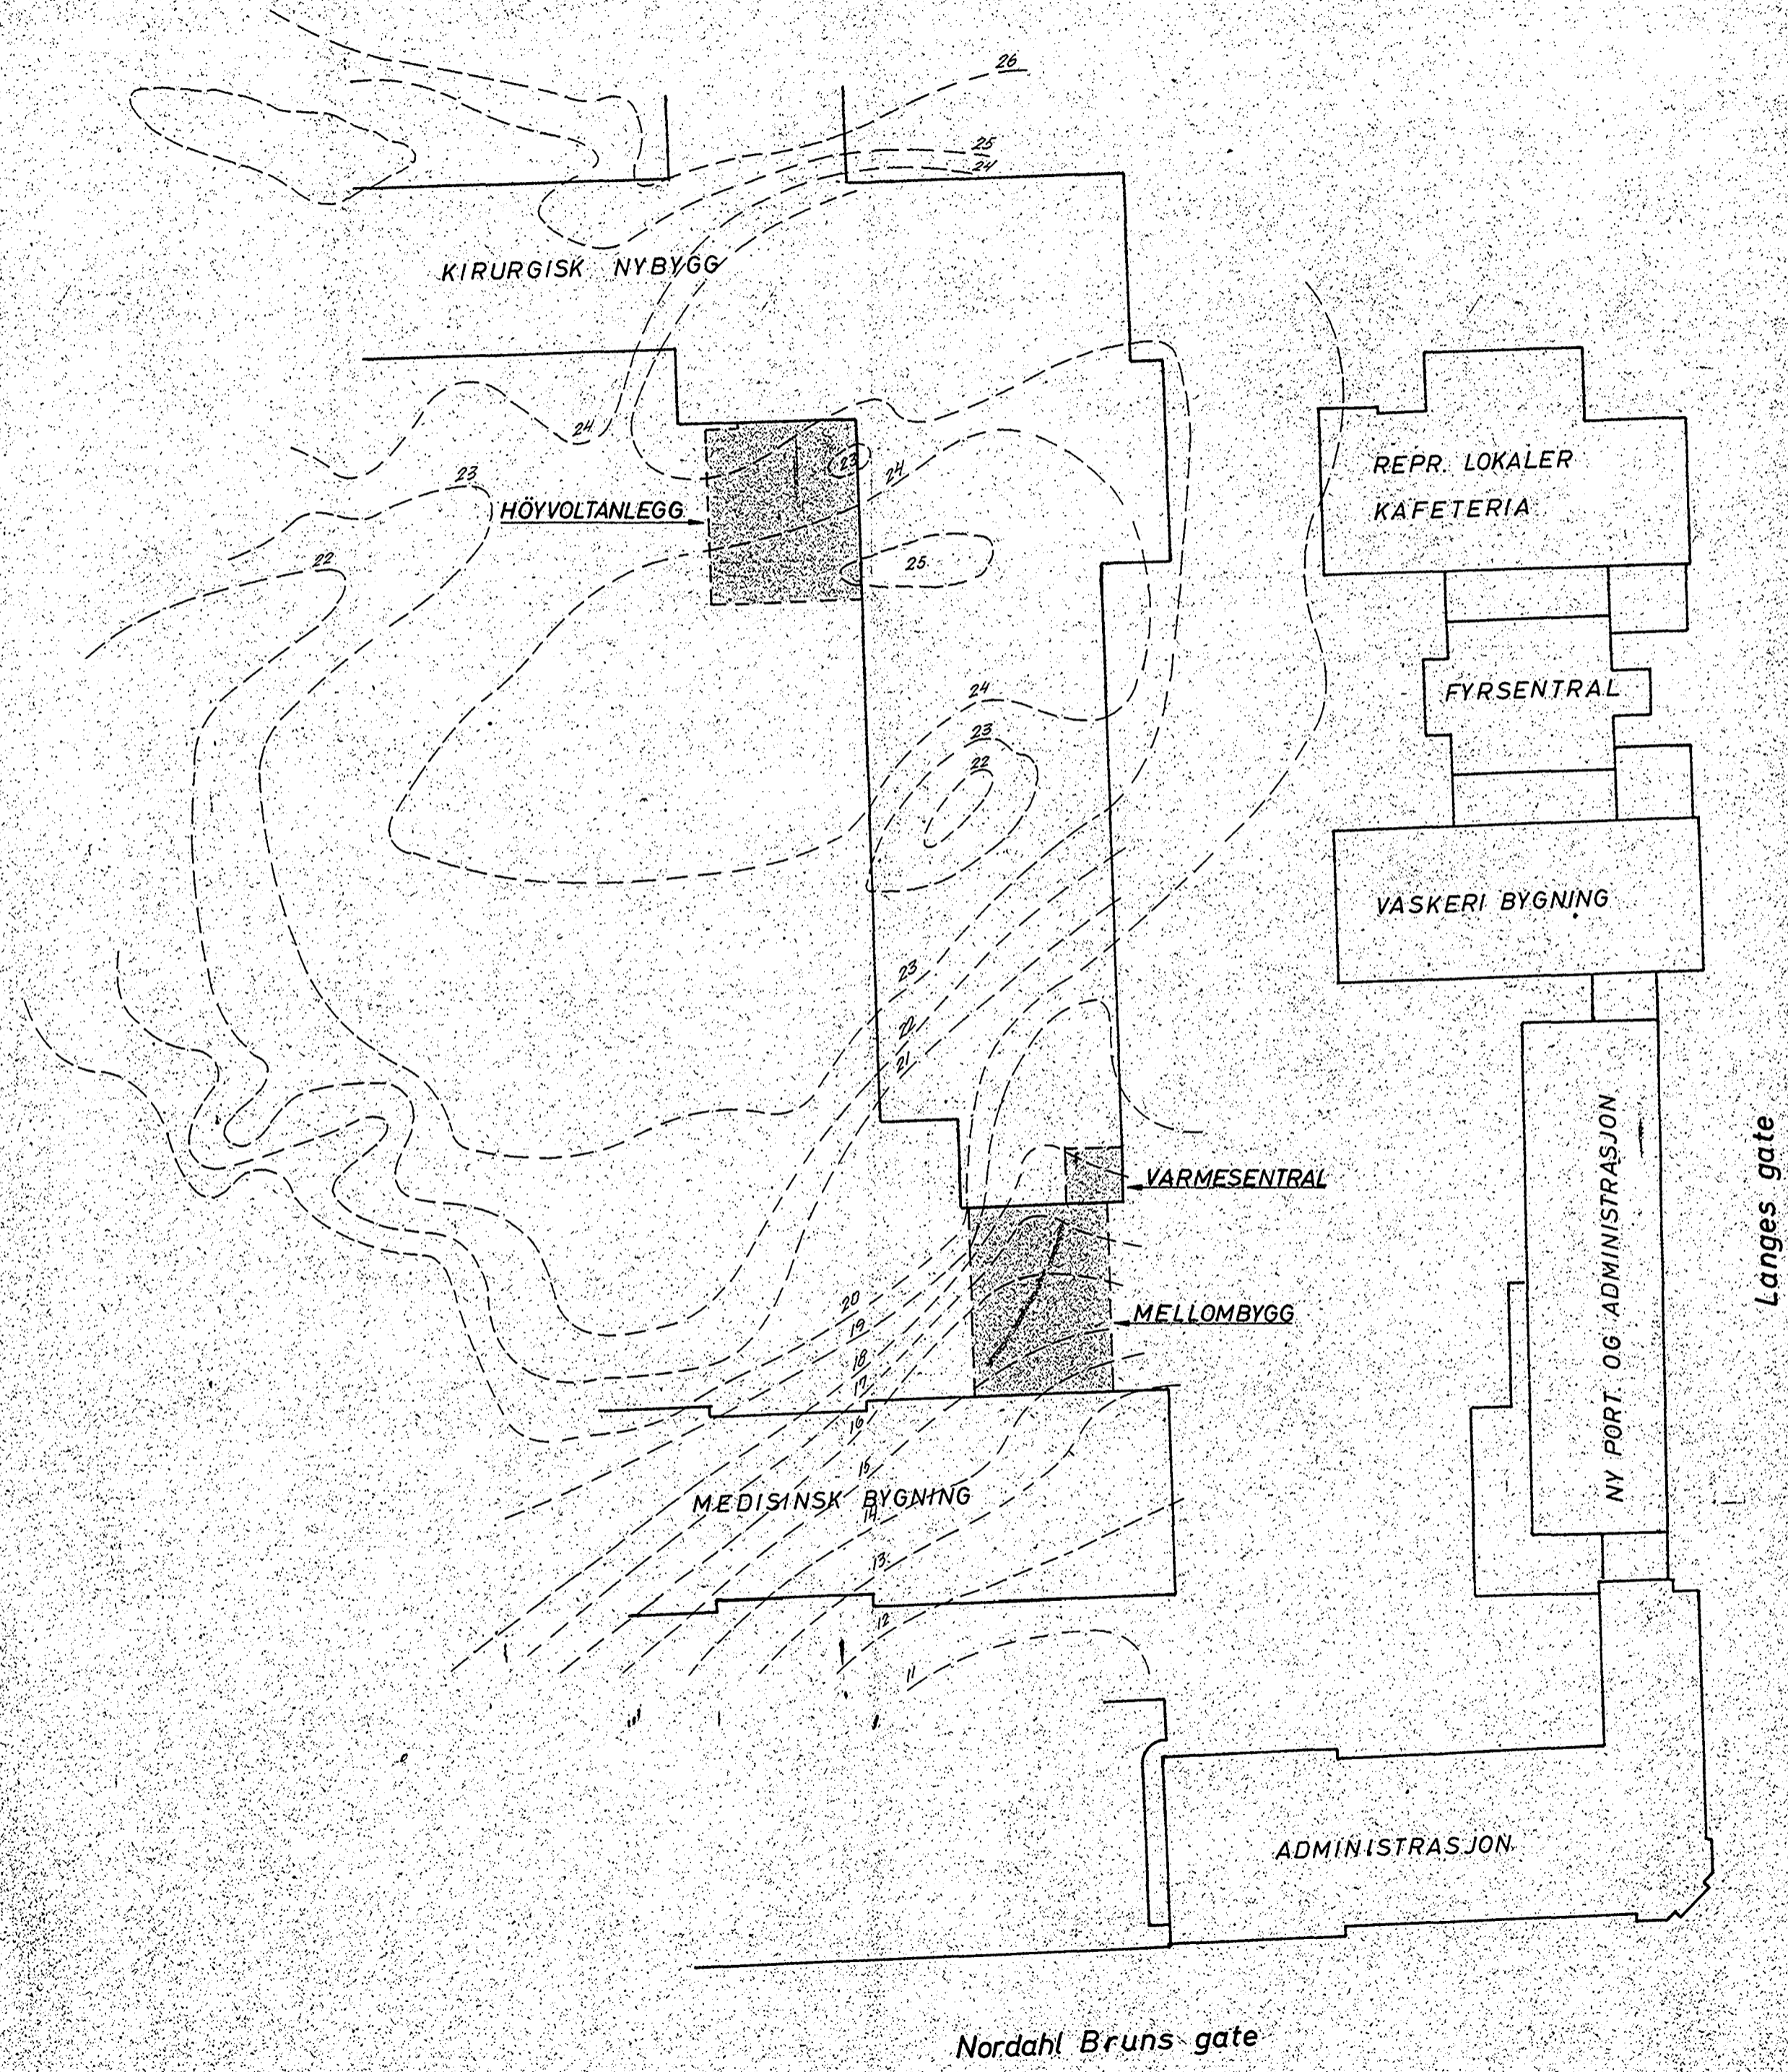 26
25
24
KIRURGISK NYBYGG
24
23
23
24
REPR. LOKALER
KAFETERIA
HÖYVOLTANLEGG
22
25
24
FYRSENTRAL
23
22
VASKERI BYGNING
23
22
21
NY PORT. OG ADMINISTRASJON
Langes gate
VARMESENTRAL
20
MELLOMBYGG
19
18
17
16
15
MEDISINSK BYGNING
14
13
12
11
ADMINISTRASJON
Nordahl Bruns gate